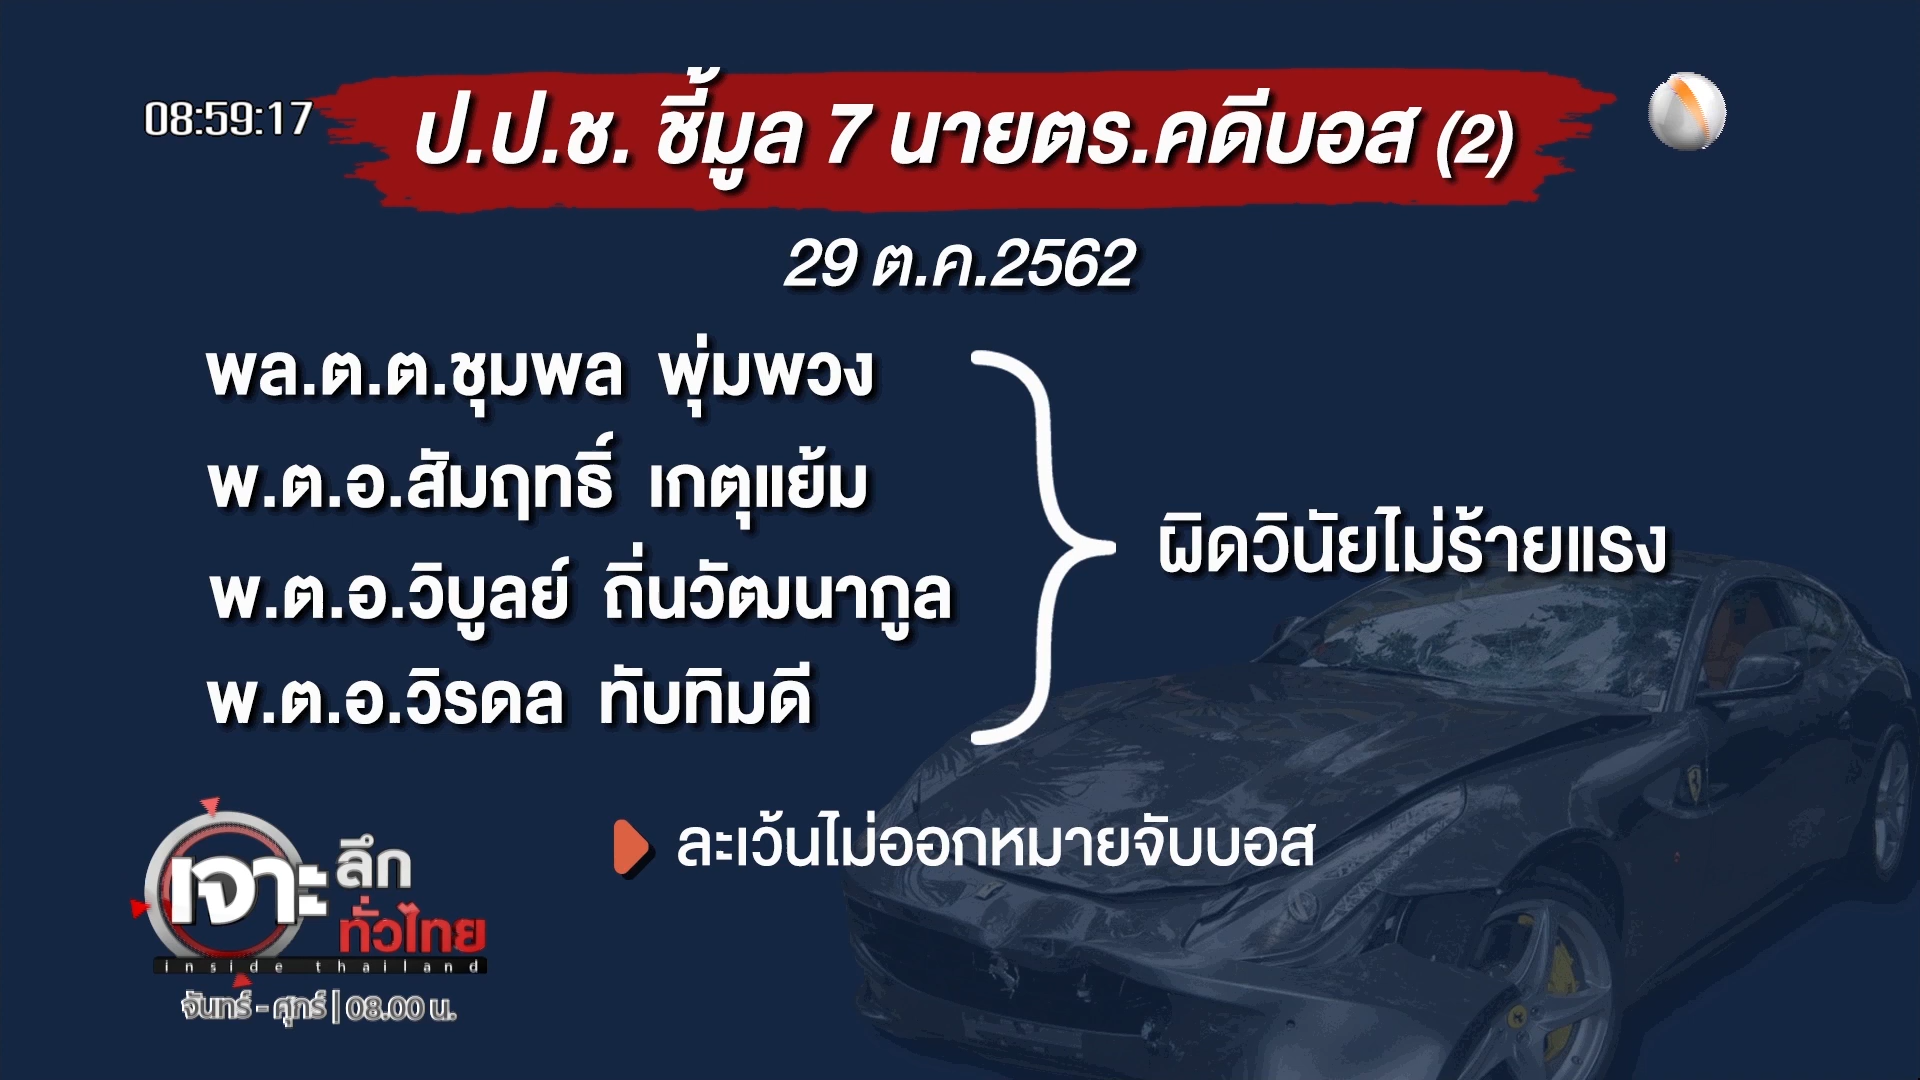 08:59:17
ป.ป.ช. ชี้มูล 7 นายตร.คดีบอส (2)
29 ต.ค.2562
พล.ต.ต.ชุมพล พุ่มพวง
พ.ต.อ.สัมฤทธิ์ เกตุแย้ม
พ.ต.อ.วิบูลย์ ถิ่นวัฒนากูล
พ.ต.อ.วิรดล ทับทิมดี
ผิดวินัยไม่ร้ายแรง
ละเว้นไม่ออกหมายจับบอส
เจาะลึก
ทั่วไทย
inside thailand
จันทร์ - ศุกร์ | 08.00 น.